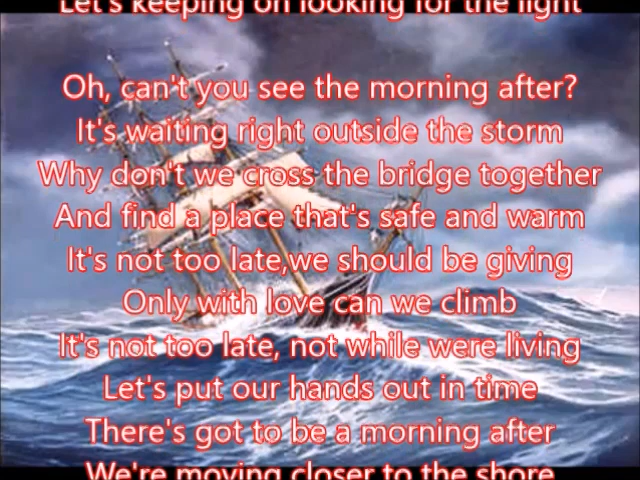 Let's keeping on looking for the light
Oh, can't you see the morning after?
It's waiting right outside the storm
Why don't we cross the bridge together
And find a place that's safe and warm
It's not too late,we should be giving
Only with love can we climb
It's not too late, not while were living
Let's put our hands out in time
There's got to be a morning after
We're moving closer to the shore